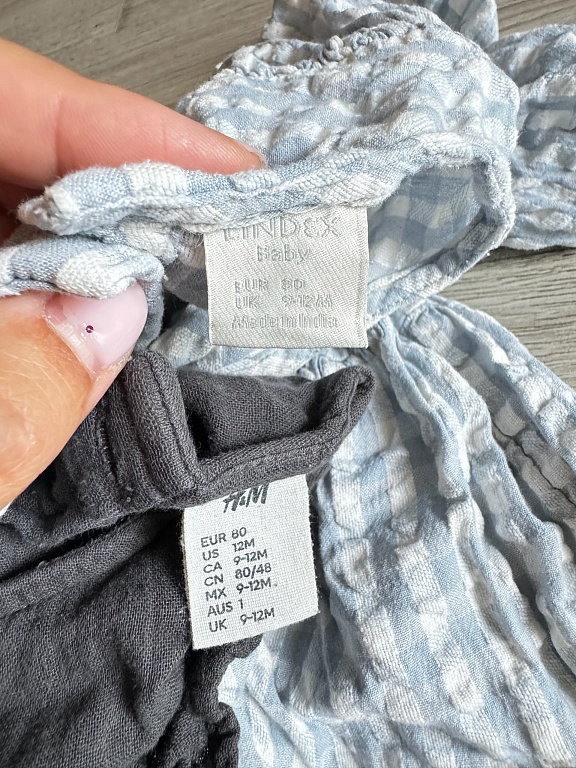 LINDEX
Baby
EUR 80
UK 9-12M
Made in India
H&M
EUR 80
US 12M
CA 9-12M
CN 80/48
MX 9-12M
AUS 1
UK 9-12M